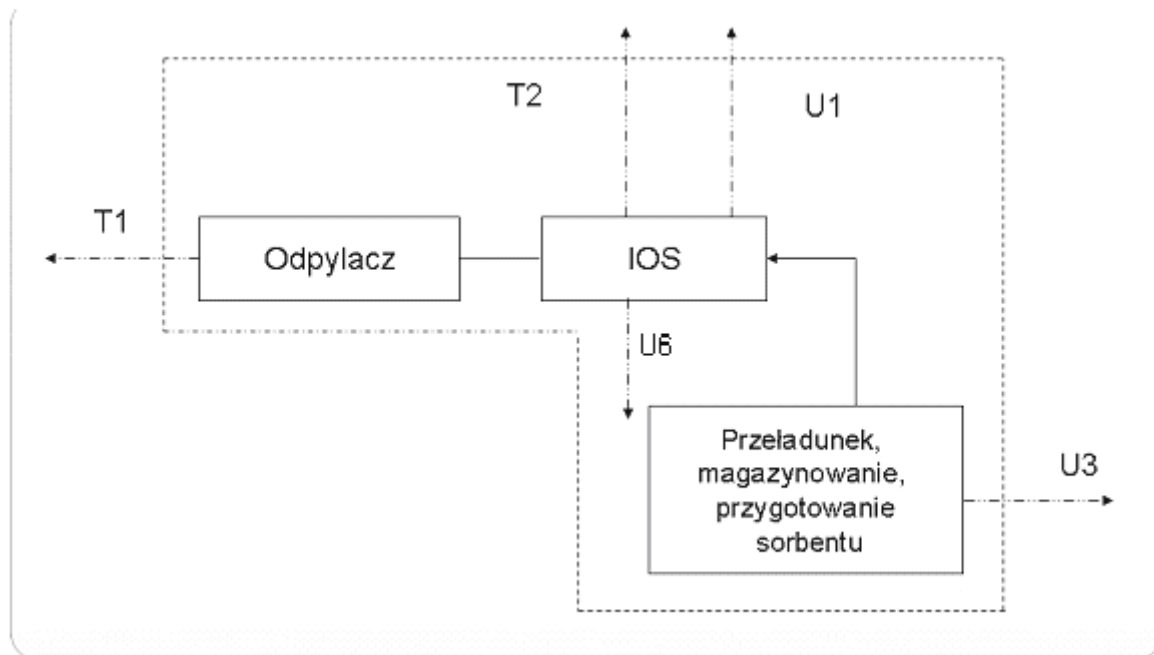 T2
U1
T1
Odpylacz
IOS
U6
Przeładunek,
magazynowanie,
przygotowanie
sorbentu
U3